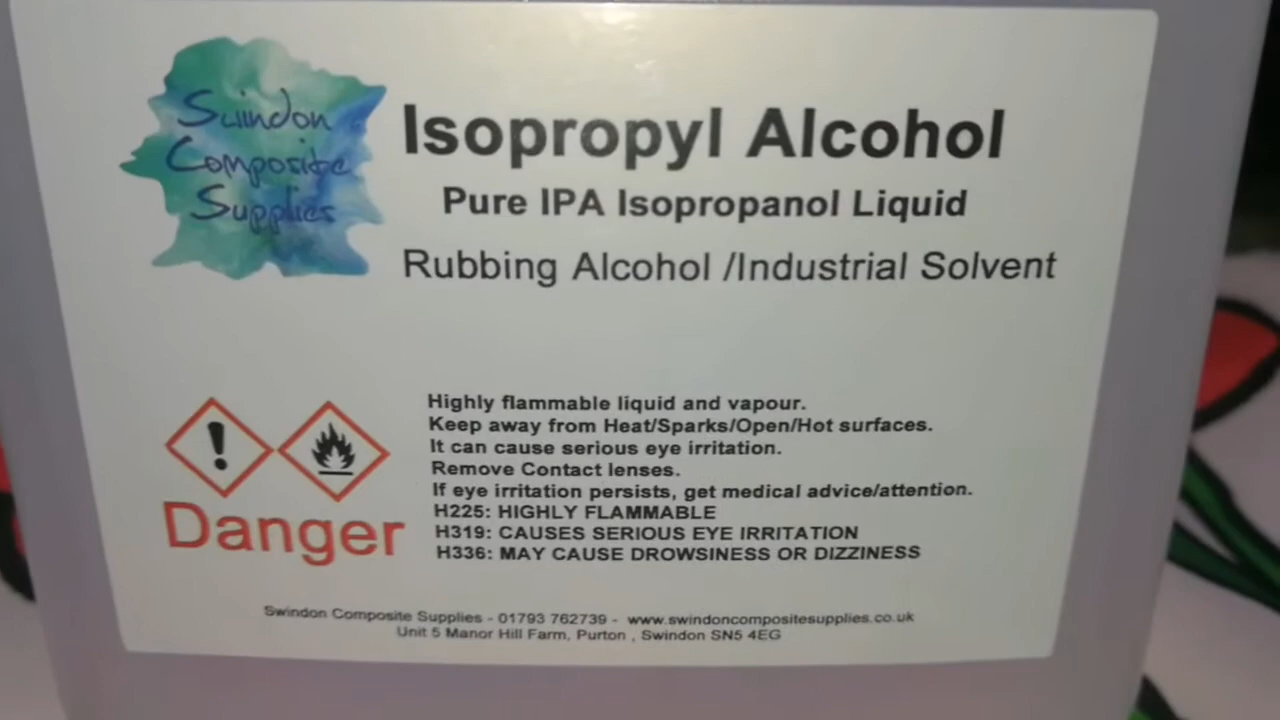 Swindon
Composite
Supplies
Isopropyl Alcohol
Pure IPA Isopropanol Liquid
Rubbing Alcohol /Industrial Solvent
Highly flammable liquid and vapour.
Keep away from Heat/Sparks/Open/Hot surfaces.
It can cause serious eye irritation.
Remove Contact lenses.
If eye irritation persists, get medical advice/attention.
H225: HIGHLY FLAMMABLE
H319: CAUSES SERIOUS EYE IRRITATION
H336: MAY CAUSE DROWSINESS OR DIZZINESS
Danger
Swindon Composite Supplies - 01793 762739 - www.swindoncompositesupplies.co.uk
Unit 5 Manor Hill Farm, Purton , Swindon SN5 4EG